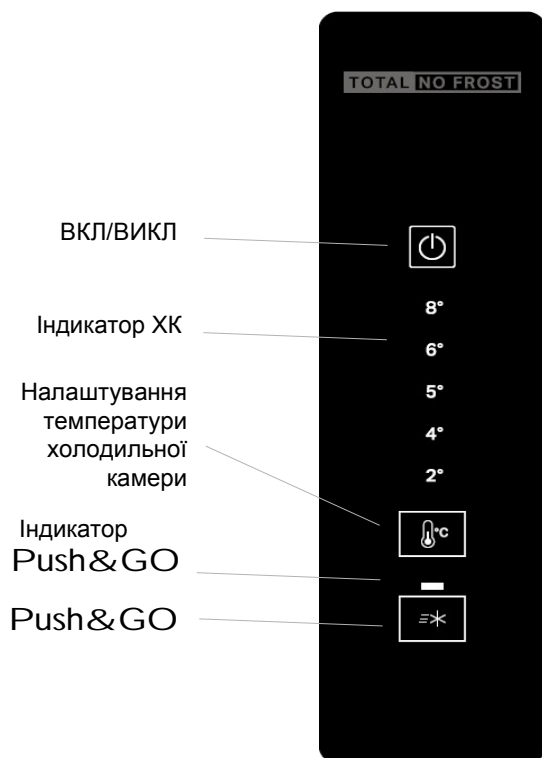 TOTAL NO FROST
ВКЛ/ВИКЛ
8°
Індикатор ХК
6°
Налаштування
температури
холодильної
камери
5°
4°
2°
°C
Індикатор
Push&GO
Push&GO